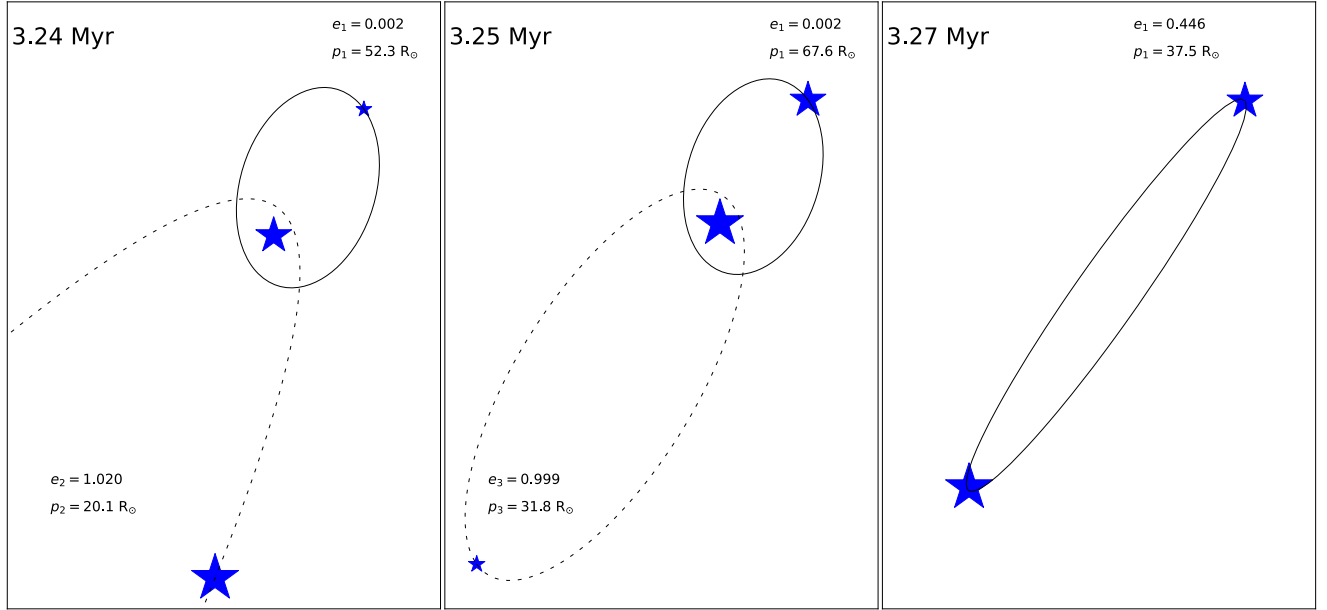 3.24 Myr
e₁ = 0.002
p₁ = 52.3 R☉
e₂ = 1.020
p₂ = 20.1 R☉
3.25 Myr
e₁ = 0.002
p₁ = 67.6 R☉
e₃ = 0.999
p₃ = 31.8 R☉
3.27 Myr
e₁ = 0.446
p₁ = 37.5 R☉